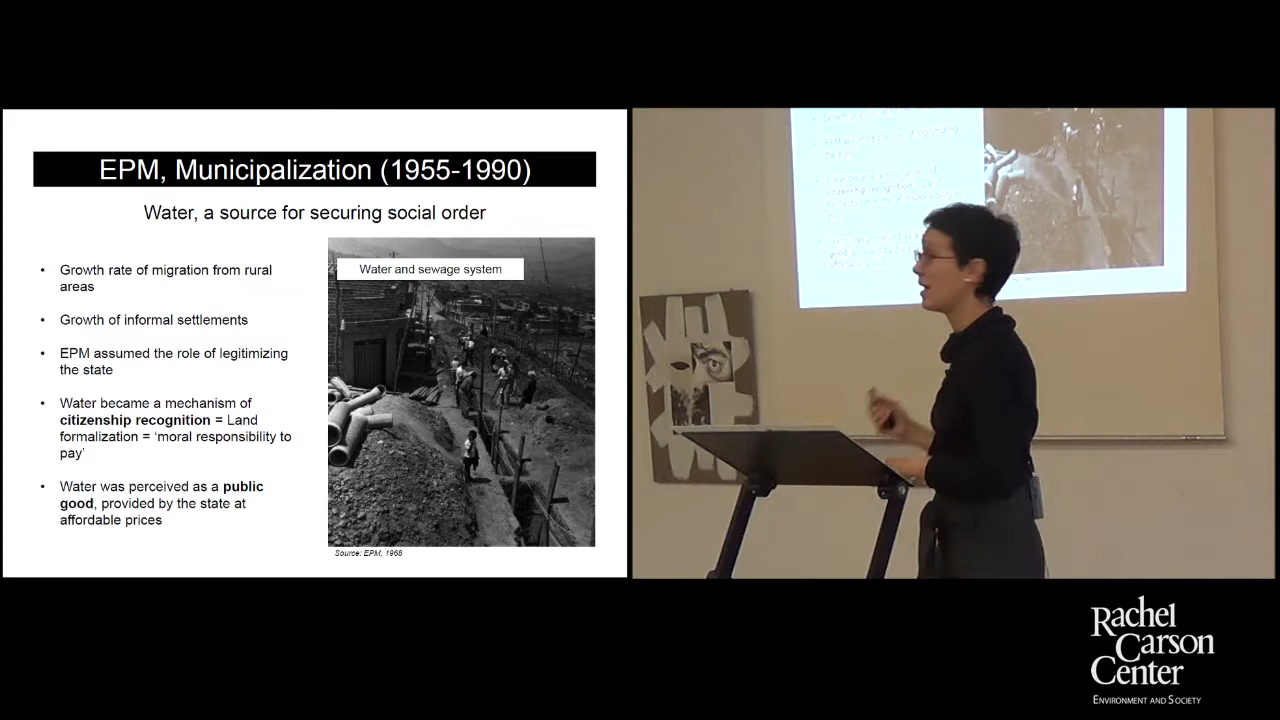 EPM, Municipalization (1955-1990)
Water, a source for securing social order
• Growth rate of migration from rural
areas
• Growth of informal settlements
• EPM assumed the role of legitimizing
the state
• Water became a mechanism of
citizenship recognition = Land
formalization = ‘moral responsibility to
pay’
• Water was perceived as a public
good, provided by the state at
affordable prices
Water and sewage system
Source: EPM, 1968
Rachel
Carson
Center
Environment and Society